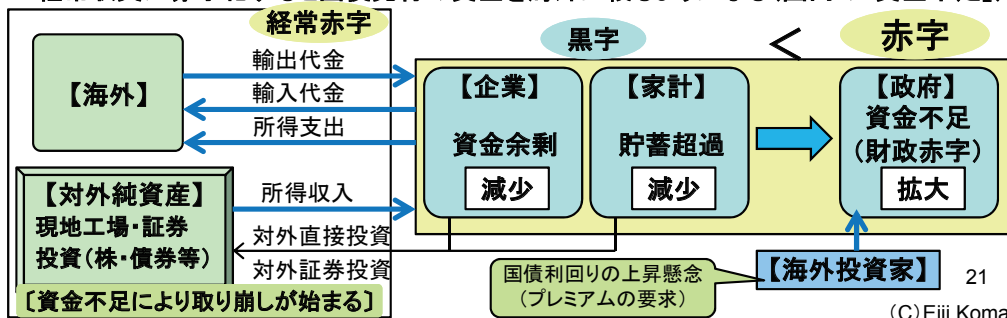 経常赤字
黒字
＜
赤字
【海外】
輸出代金
輸入代金
所得支出
【企業】
資金余剰
減少
【家計】
貯蓄超過
減少
【政府】
資金不足
(財政赤字)
拡大
【対外純資産】
現地工場・証券
投資(株・債券等)
所得収入
対外直接投資
対外証券投資
〔資金不足により取り崩しが始まる〕
国債利回りの上昇懸念
(プレミアムの要求)
【海外投資家】
21
(C)Eiji Koma